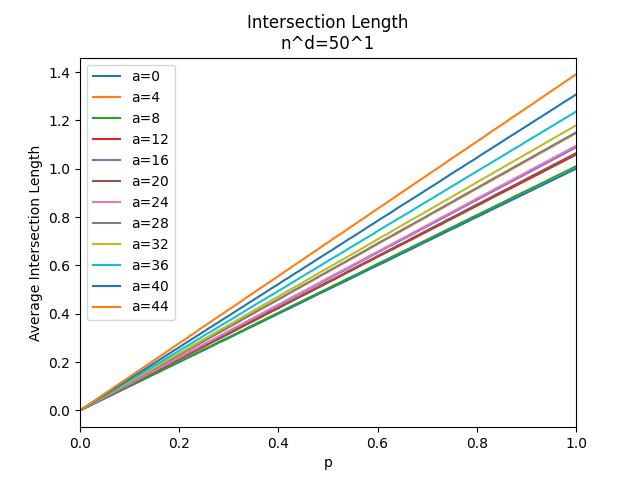 Intersection Length
n^d=50^1
Average Intersection Length
1.4
1.2
1.0
0.8
0.6
0.4
0.2
0.0
a=0
a=4
a=8
a=12
a=16
a=20
a=24
a=28
a=32
a=36
a=40
a=44
0.0 0.2 0.4 0.6 0.8 1.0
p